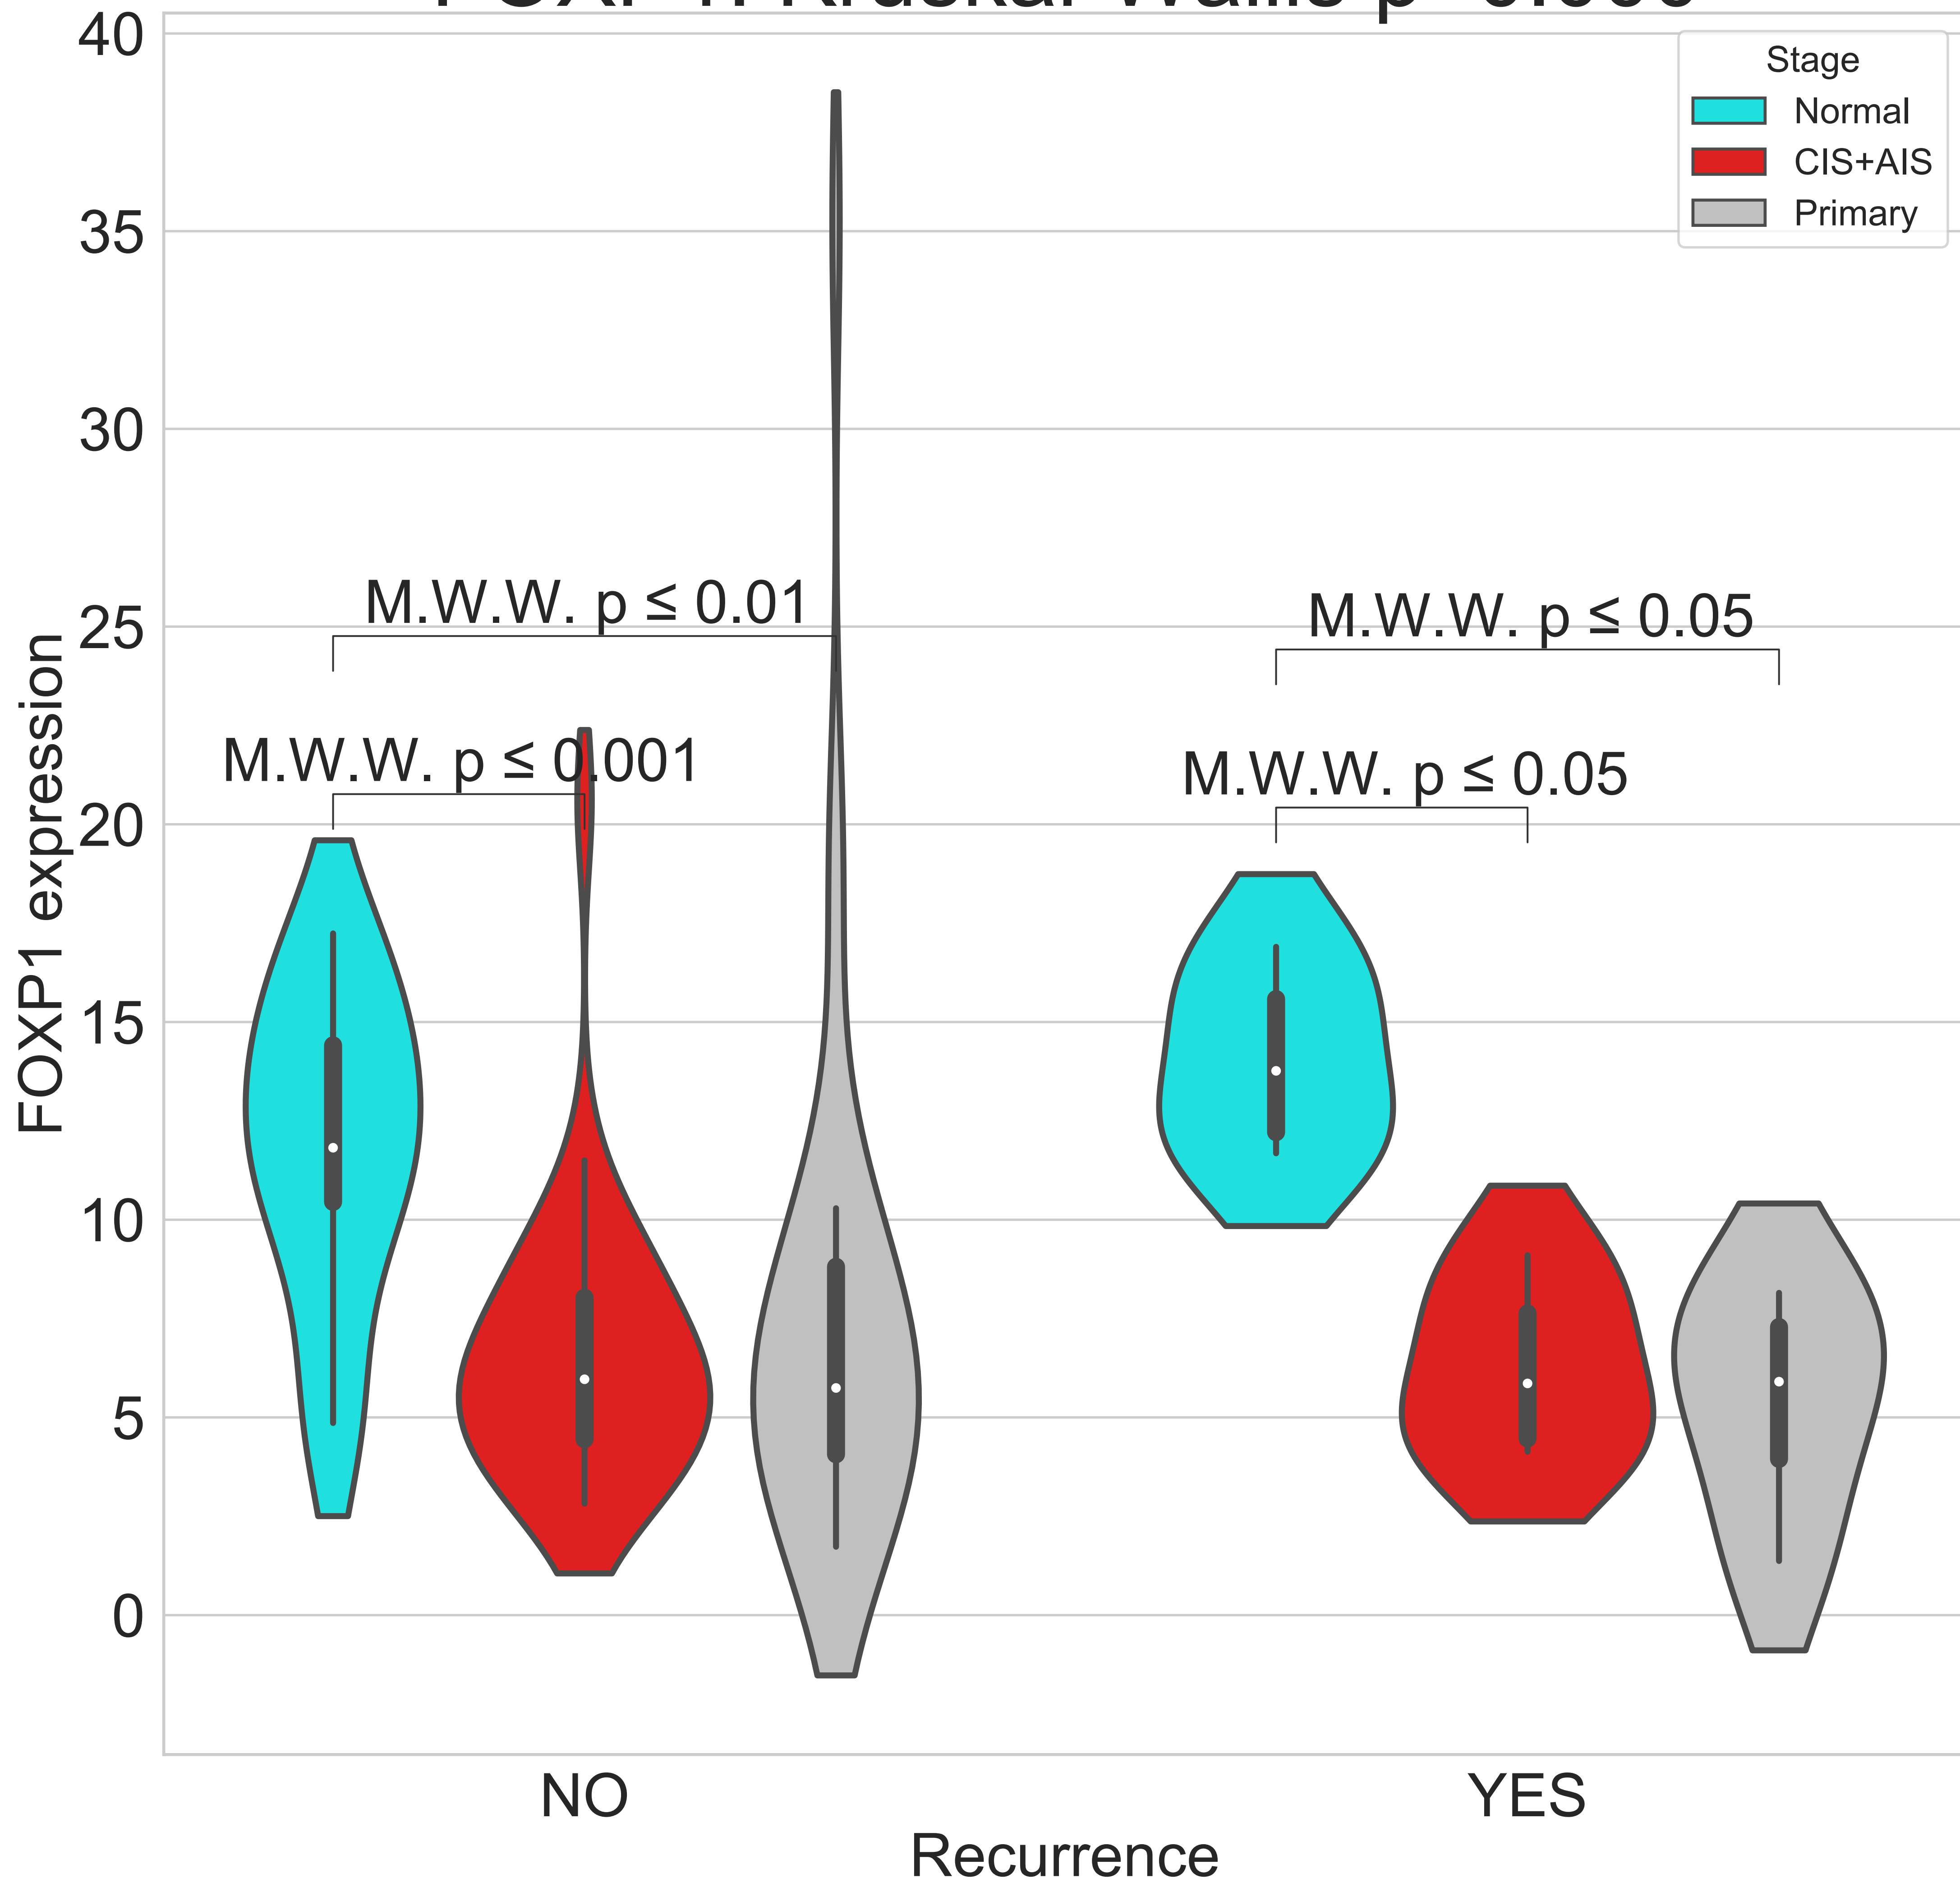 40
35
30
25
20
15
10
5
0
FOXP1 expression
Stage
Normal
CIS+AIS
Primary
M.W.W. p ≤ 0.01
M.W.W. p ≤ 0.001
M.W.W. p ≤ 0.05
M.W.W. p ≤ 0.05
NO
YES
Recurrence